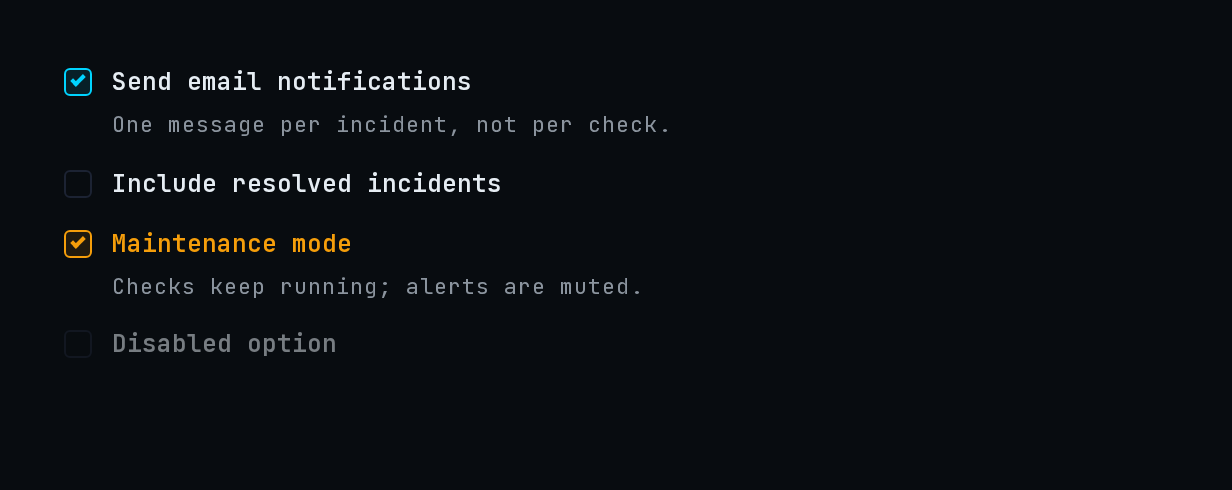 Send email notifications
One message per incident, not per check.
Include resolved incidents
Maintenance mode
Checks keep running; alerts are muted.
Disabled option